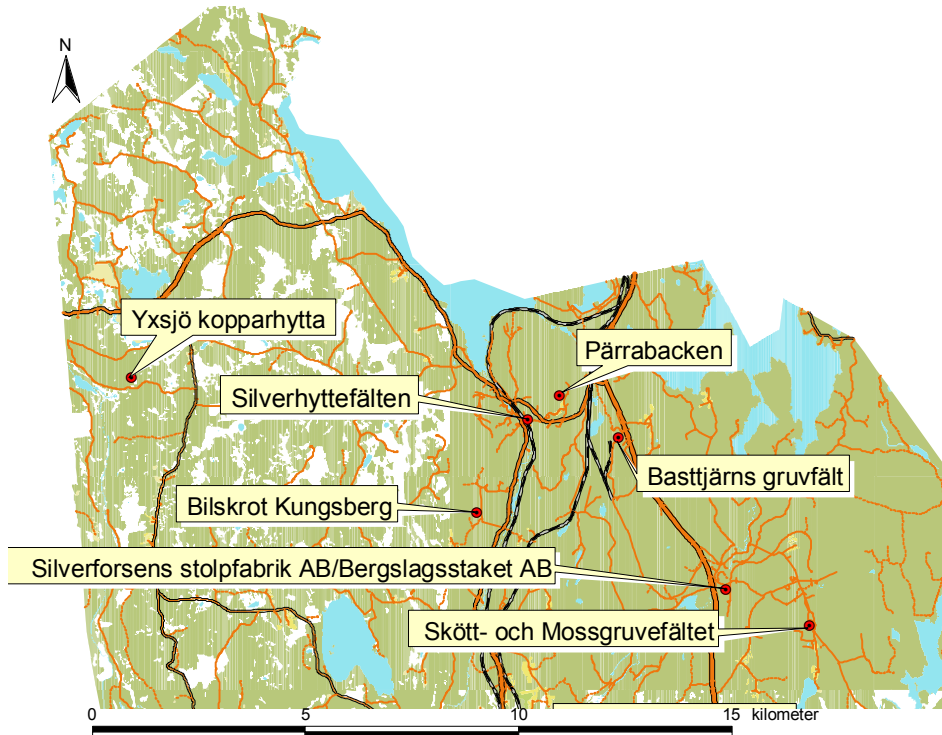 N
Yxsjö kopparhytta
Pärrabacken
Silverhyttefälten
Basttjärns gruvfält
Bilskrot Kungsberg
Silverforsens stolpfabrik AB/Bergslagsstaket AB
Skött- och Mossgruvefältet
0 5 10 15 kilometer